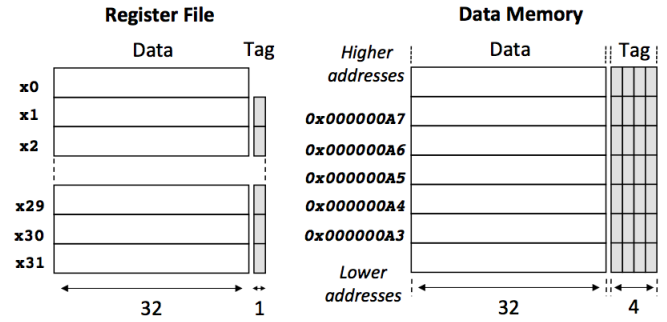 Register File
Data
Tag
x0
x1
x2
x29
x30
x31
32
1
Data Memory
Data
Tag
Higher
addresses
0x000000A7
0x000000A6
0x000000A5
0x000000A4
0x000000A3
Lower
addresses
32
4